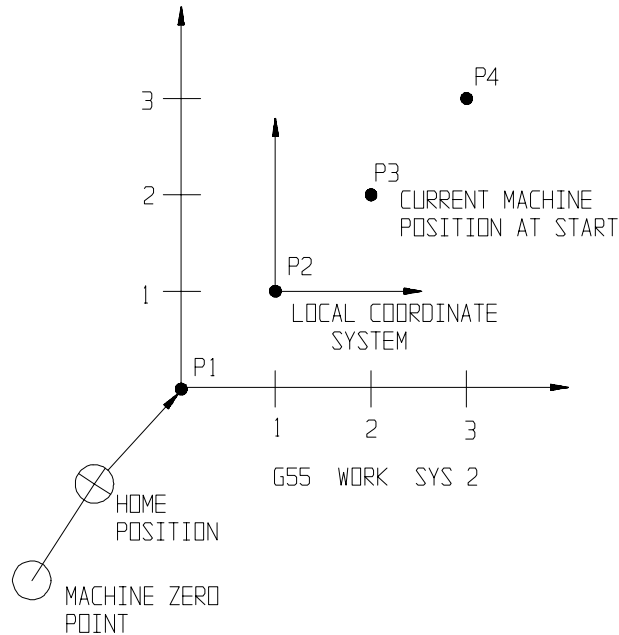 P4
3
P3
2
CURRENT MACHINE
POSITION AT START
P2
1
LOCAL COORDINATE
SYSTEM
P1
1 2 3
G55 WORK SYS 2
HOME
POSITION
MACHINE ZERO
POINT